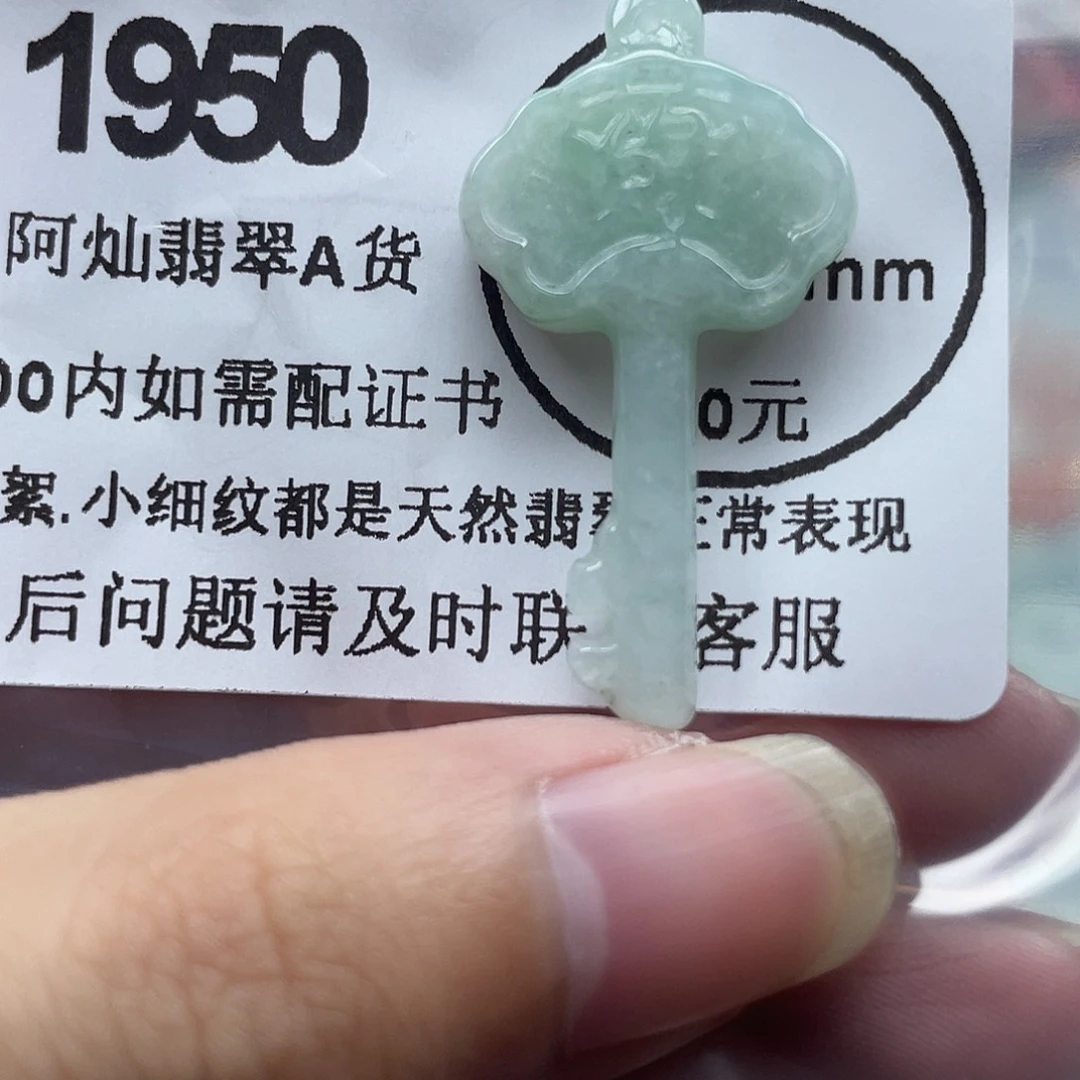 1950
阿灿翡翠A货
mm
00内如需配证书
0元
絮.小细纹都是天然翡翠正常表现
后问题请及时联 客服